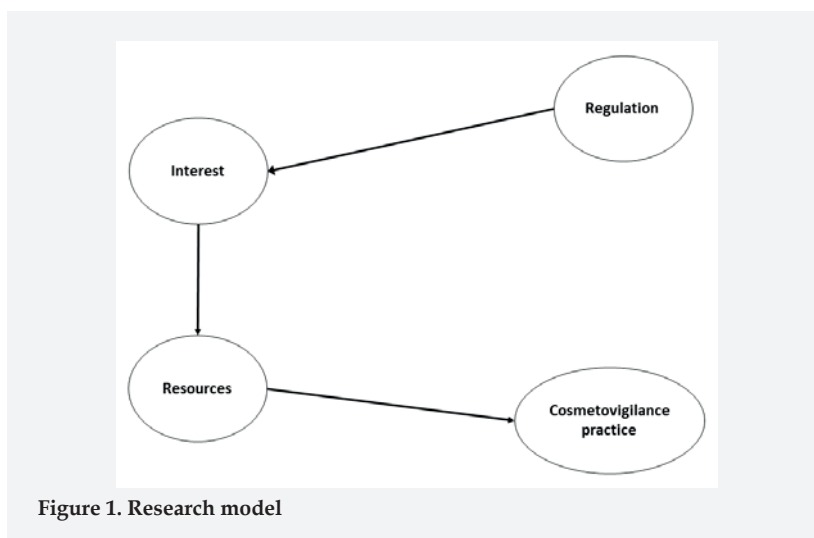 Regulation
Interest
Resources
Cosmetovigilance
practice
Figure 1. Research model